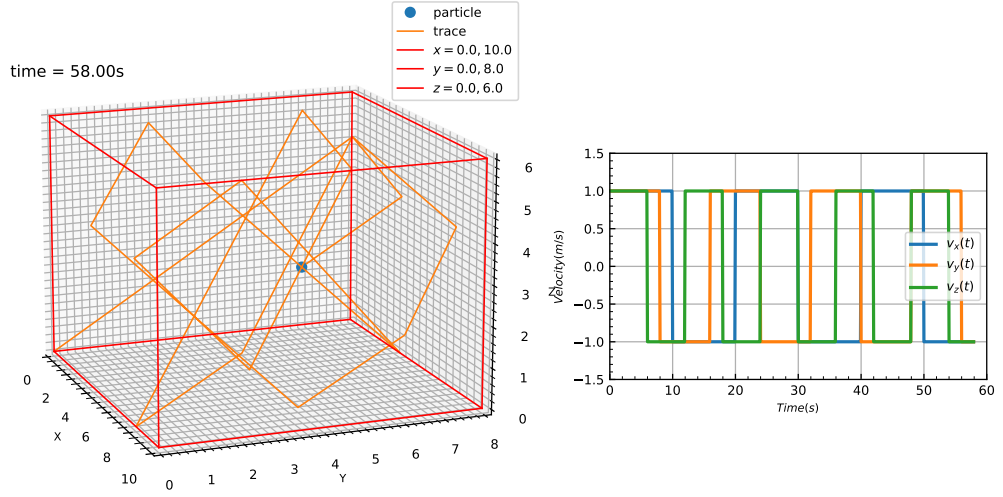 particle
trace
x = 0.0, 10.0
y = 0.0, 8.0
z = 0.0, 6.0
time = 58.00s
6
5
4
3
2
1
0
Z
0
2
4
6
8
10
X
0
1
2
3
4
5
6
7
8
Y
1.5
1.0
0.5
0.0
−0.5
−1.0
−1.5
Velocity(m/s)
v_x(t)
v_y(t)
v_z(t)
0
10
20
30
40
50
60
Time(s)